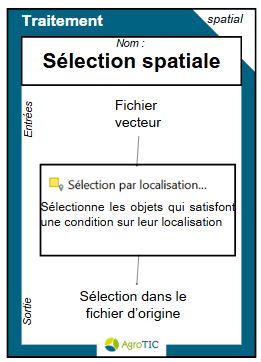 Traitement
spatial
Nom :
Sélection spatiale
Entrées
Fichier
vecteur
Sélection par localisation...
Sélectionne les objets qui satisfont
une condition sur leur localisation
Sortie
Sélection dans le
fichier d'origine
AgroTIC